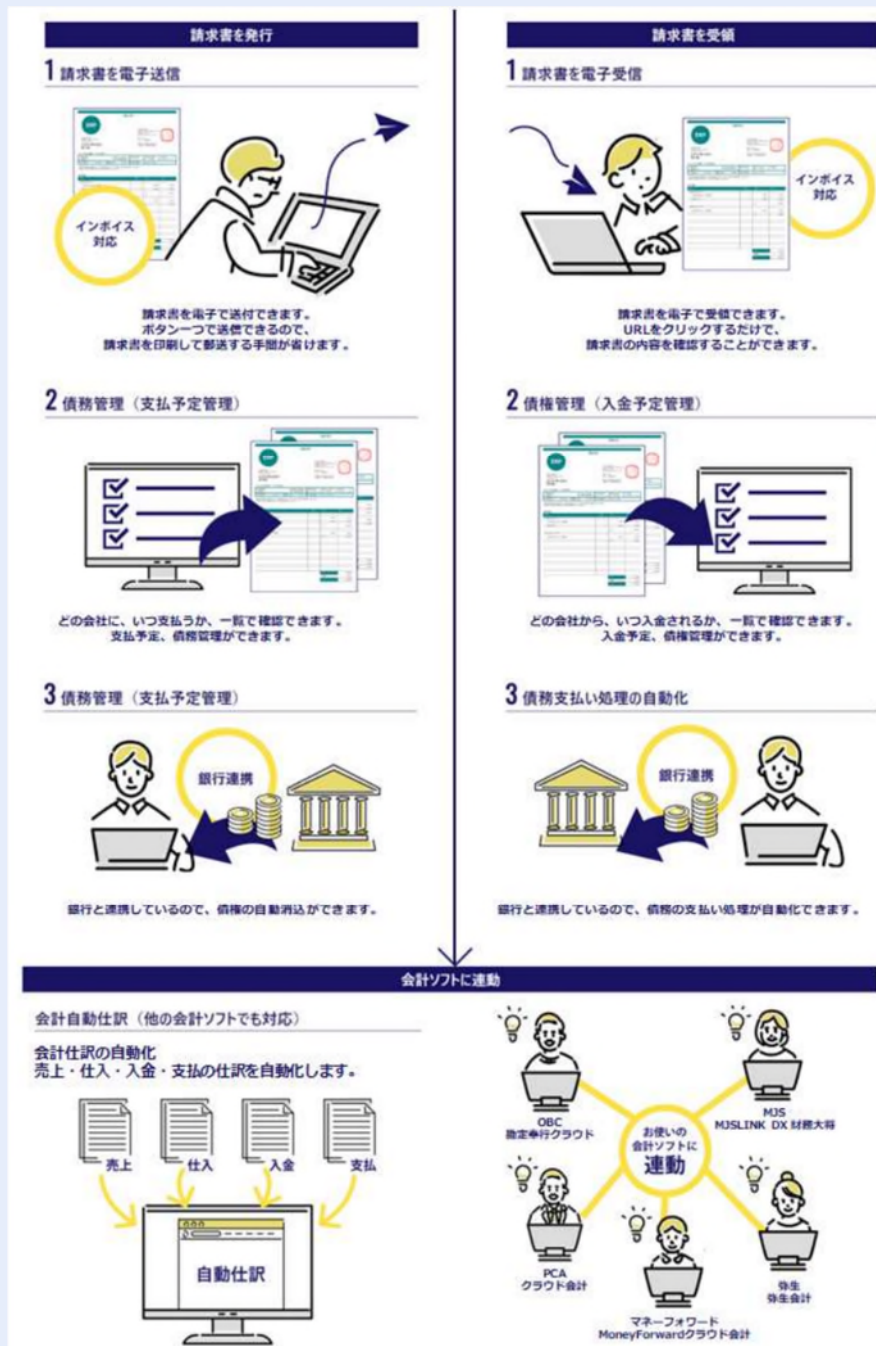 請求書を発行
1 請求書を電子送信
インボイス
対応
請求書を電子で送付できます。
ボタン一つで送信できるので、
請求書を印刷して郵送する手間が省けます。
2 債務管理（支払予定管理）
どの会社に、いつ支払うか、一覧で確認できます。
支払予定、債務管理ができます。
3 債務管理（支払予定管理）
銀行連携
銀行と連携しているので、債権の自動消込ができます。
請求書を受領
1 請求書を電子受信
インボイス
対応
請求書を電子で受領できます。
URLをクリックするだけで、
請求書の内容を確認することができます。
2 債権管理（入金予定管理）
どの会社から、いつ入金されるか、一覧で確認できます。
入金予定、債権管理ができます。
3 債務支払い処理の自動化
銀行連携
銀行と連携しているので、債務の支払い処理が自動化できます。
会計ソフトに連動
会計自動仕訳（他の会計ソフトでも対応）
会計仕訳の自動化
売上・仕入・入金・支払の仕訳を自動化します。
売上
仕入
入金
支払
自動仕訳
OBC
勘定奉行クラウド
MJS
MJSLINK DX 財務大将
お使いの
会計ソフトに
連動
PCA
クラウド会計
マネーフォワード
MoneyForwardクラウド会計
弥生
弥生会計